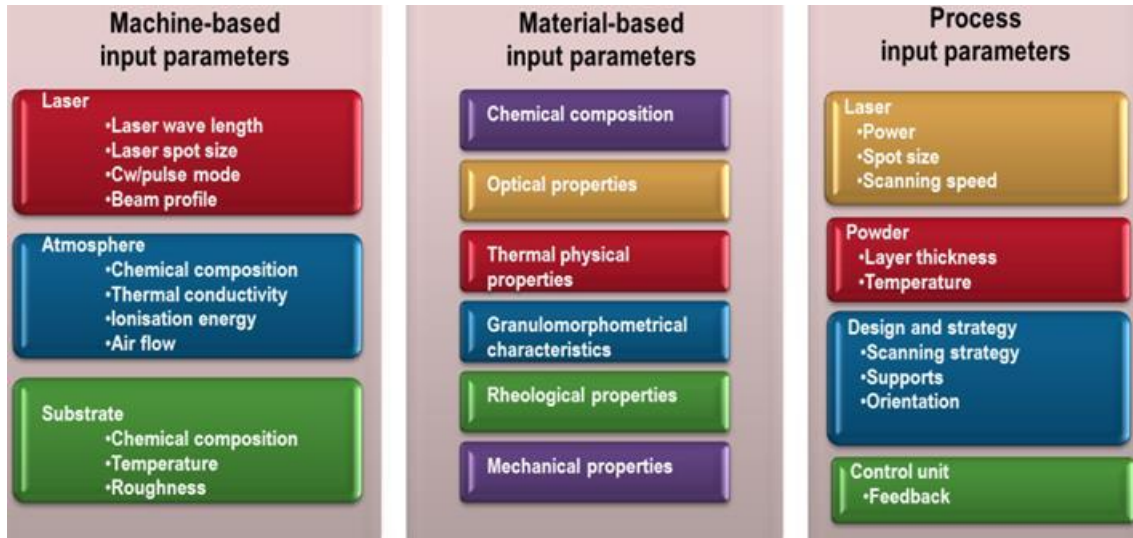 Machine-based
input parameters
Laser
•Laser wave length
•Laser spot size
•Cw/pulse mode
•Beam profile
Atmosphere
•Chemical composition
•Thermal conductivity
•Ionisation energy
•Air flow
Substrate
•Chemical composition
•Temperature
•Roughness
Material-based
input parameters
Chemical composition
Optical properties
Thermal physical
properties
Granulomorphometrical
characteristics
Rheological properties
Mechanical properties
Process
input parameters
Laser
•Power
•Spot size
•Scanning speed
Powder
•Layer thickness
•Temperature
Design and strategy
•Scanning strategy
•Supports
•Orientation
Control unit
•Feedback